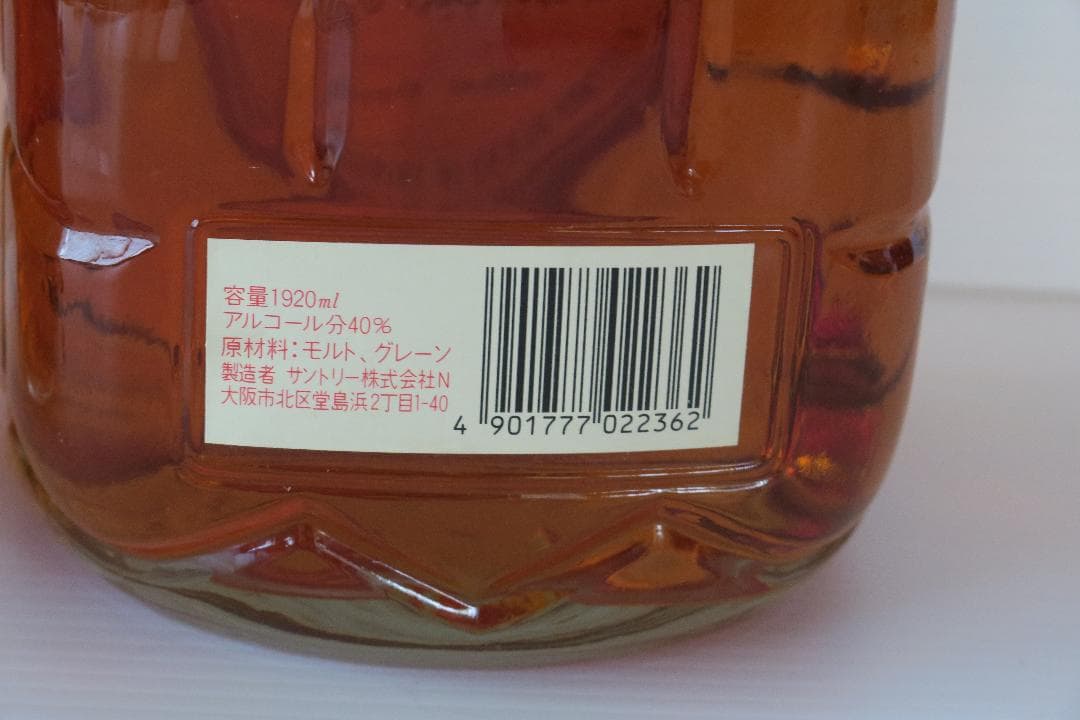 容量1920ml
アルコール分40%
原材料：モルト、グレーン
製造者 サントリー株式会社N
大阪市北区堂島浜2丁目1-40
4 901777 022362